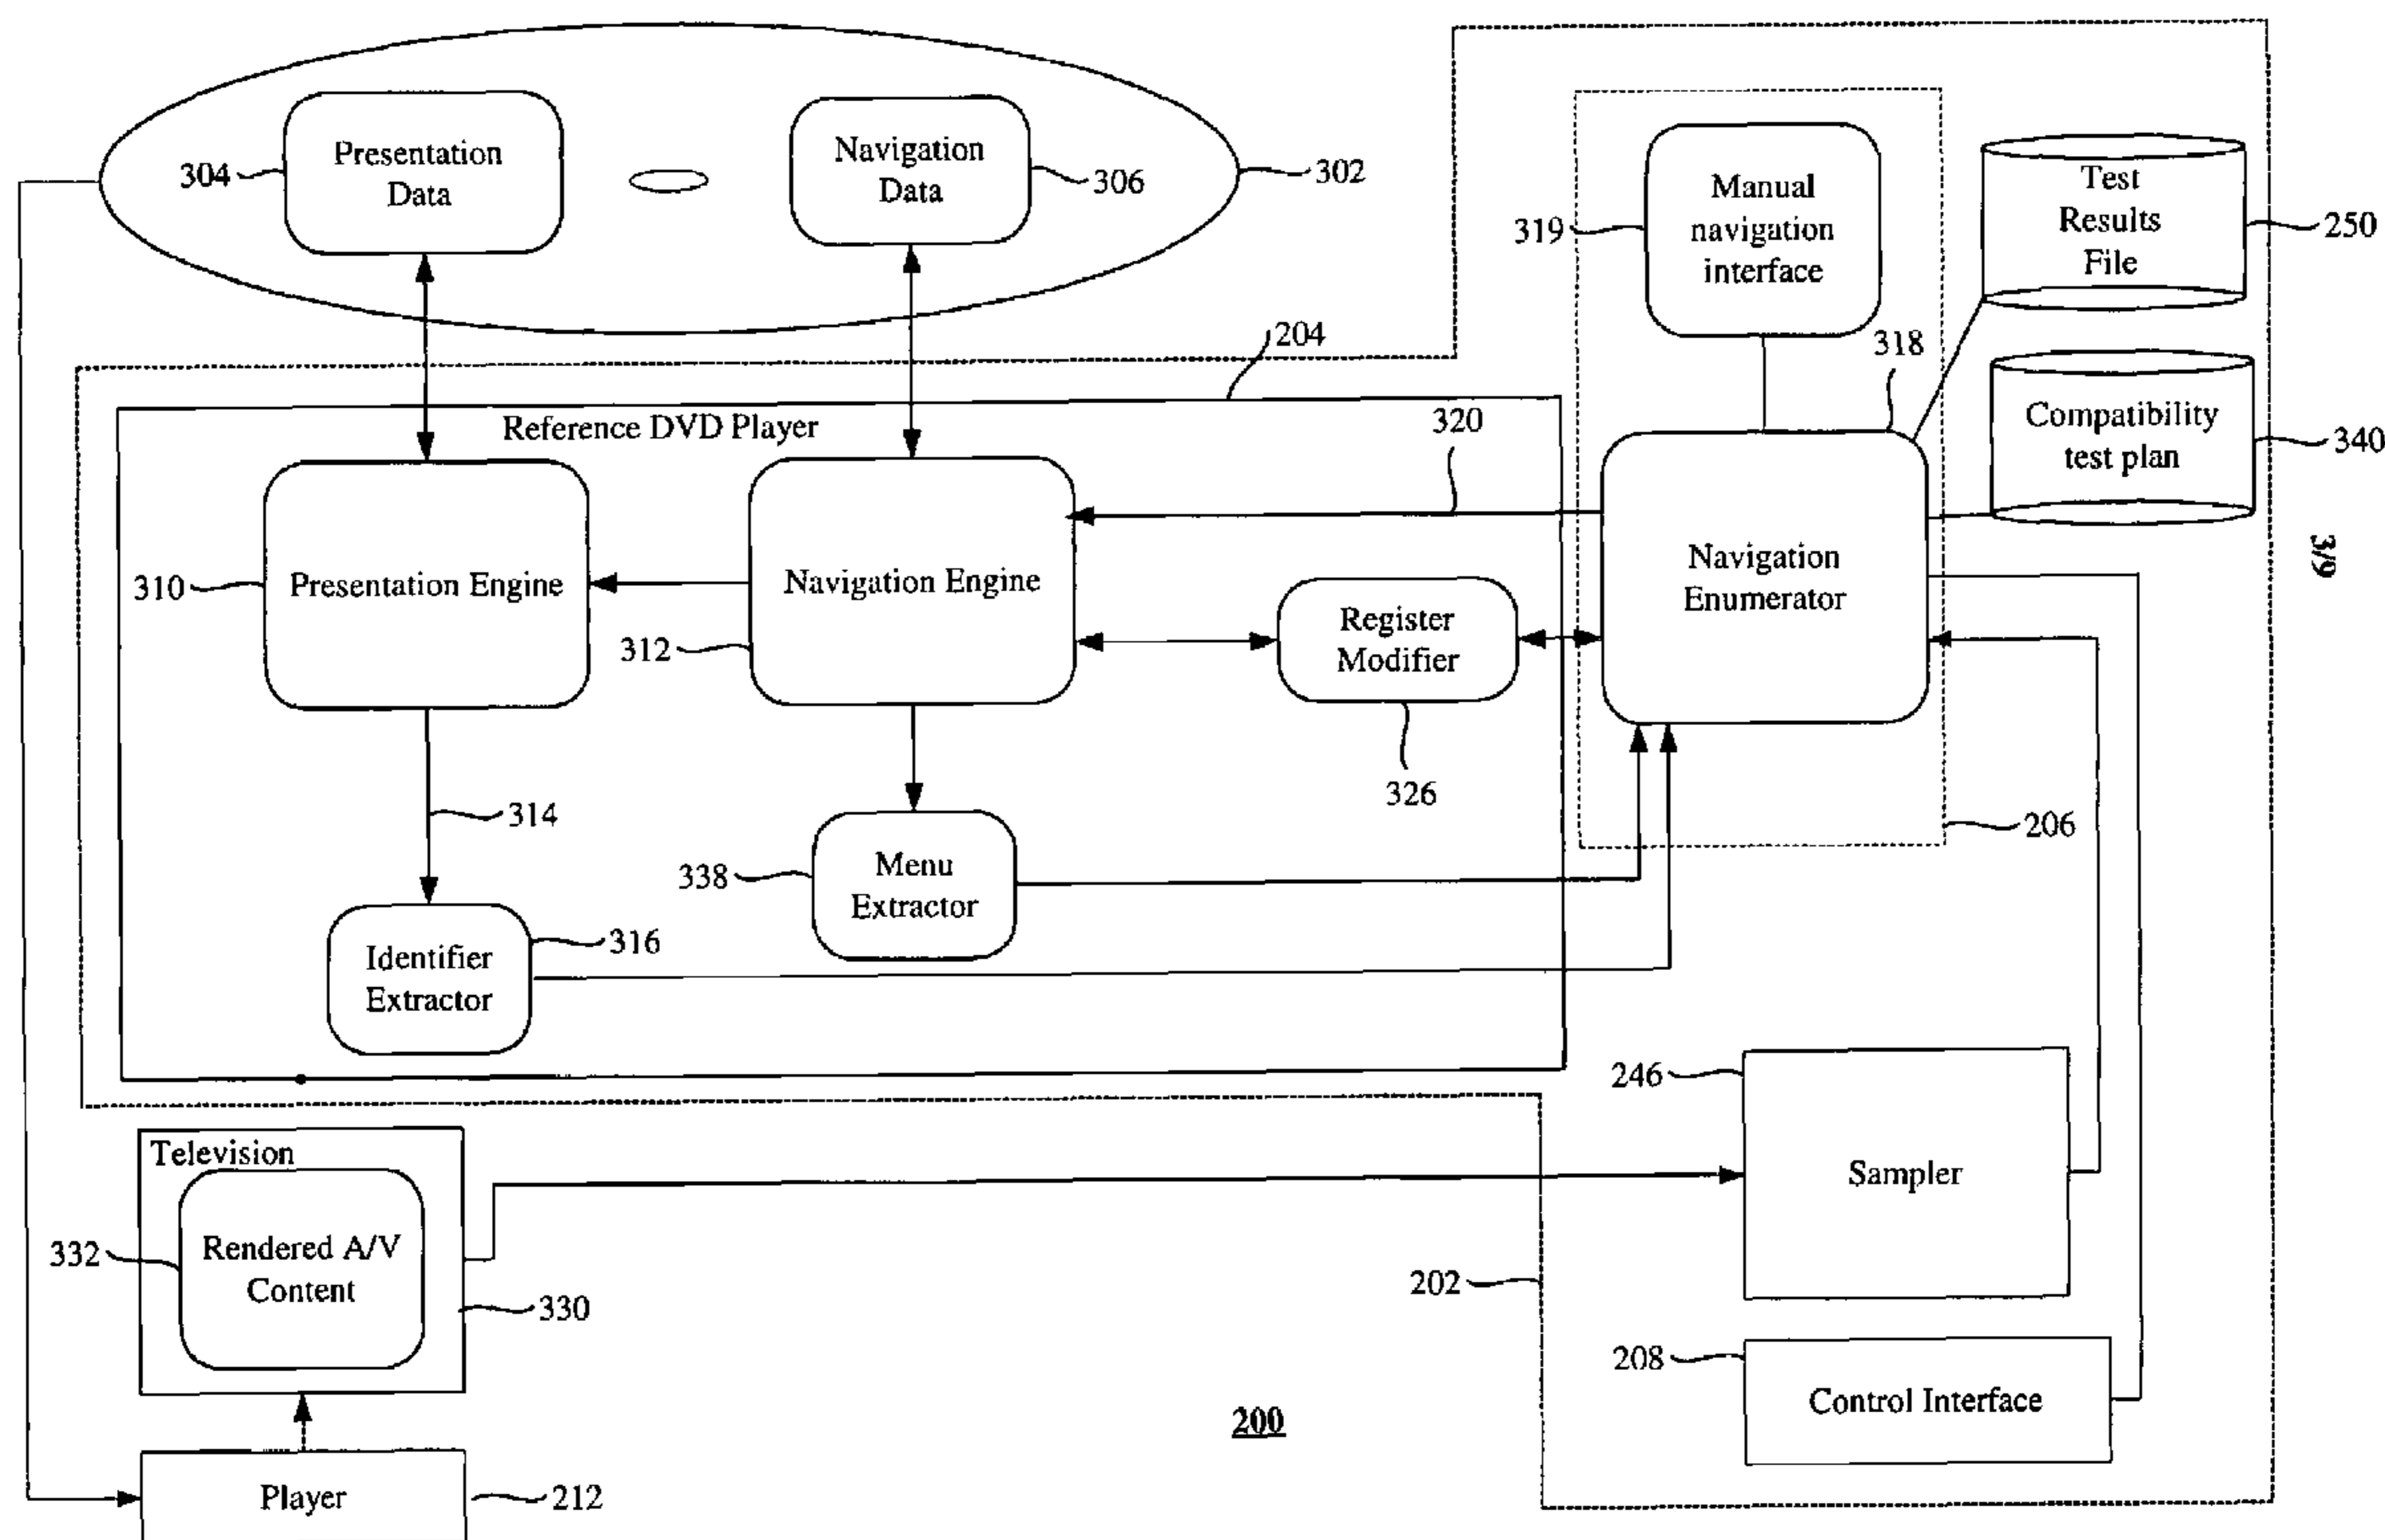 304
Presentation
Data
Navigation
Data
306
302
319
Manual
navigation
interface
Test
Results
File
250
204
318
Compatibility
test plan
340
Reference DVD Player
320
3/9
310
Presentation Engine
Navigation Engine
312
Register
Modifier
326
Navigation
Enumerator
314
206
338
Menu
Extractor
316
Identifier
Extractor
246
Sampler
Television
332
Rendered A/V
Content
330
202
208
Control Interface
200
Player
212